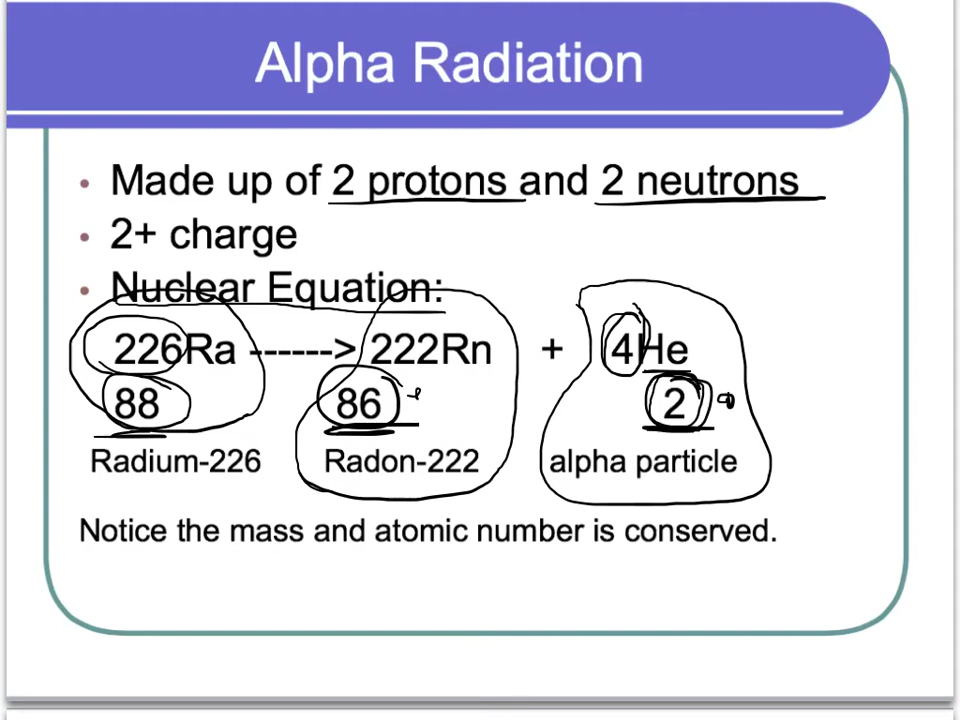 Alpha Radiation
• Made up of 2 protons and 2 neutrons
• 2+ charge
• Nuclear Equation:
226Ra ------> 222Rn + 4He
88 86 2
Radium-226 Radon-222 alpha particle
Notice the mass and atomic number is conserved.